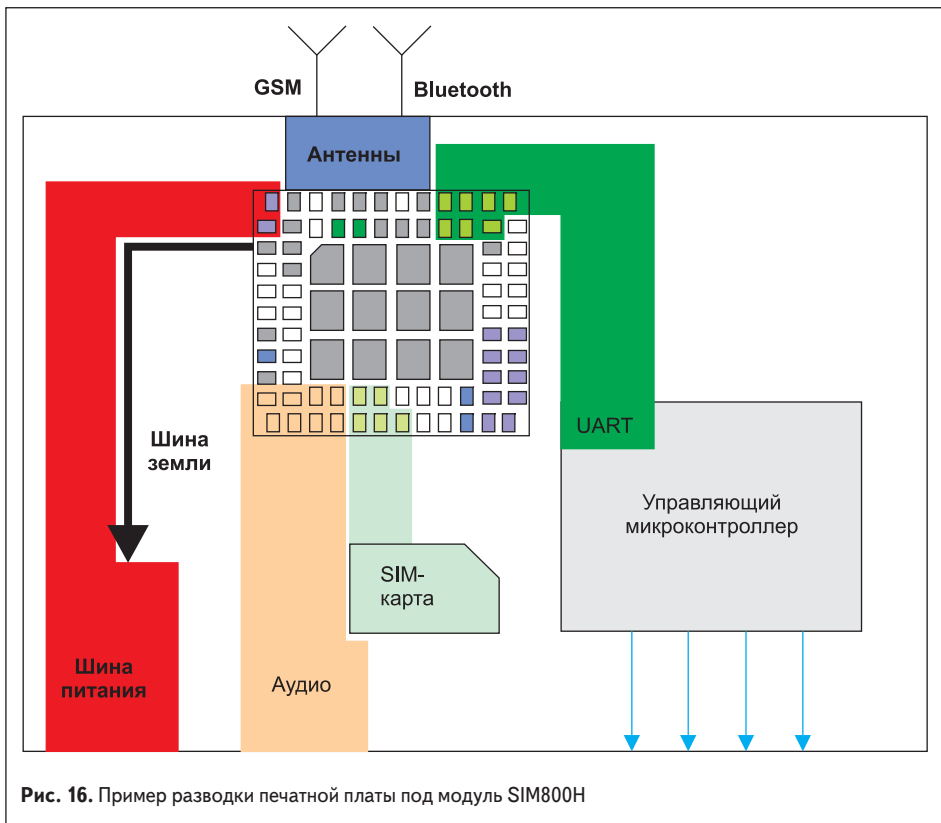 GSM
Bluetooth
Антенны
UART
Шина
земли
Управляющий
микроконтроллер
SIM-
карта
Шина
питания
Аудио
Рис. 16. Пример разводки печатной платы под модуль SIM800H